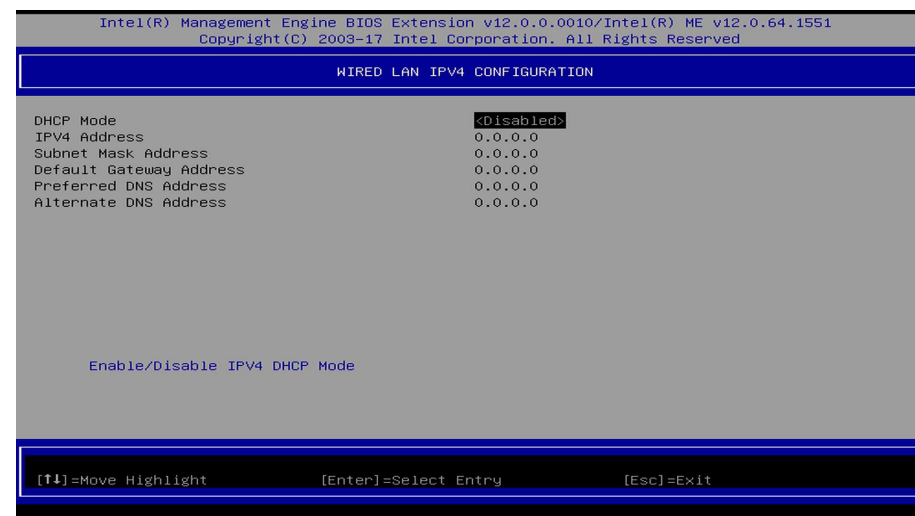 Intel(R) Management Engine BIOS Extension v12.0.0.0010/Intel(R) ME v12.0.64.1551
Copyright(C) 2003-17 Intel Corporation. All Rights Reserved
WIRED LAN IPV4 CONFIGURATION
DHCP Mode <Disabled>
IPV4 Address 0.0.0.0
Subnet Mask Address 0.0.0.0
Default Gateway Address 0.0.0.0
Preferred DNS Address 0.0.0.0
Alternate DNS Address 0.0.0.0
Enable/Disable IPV4 DHCP Mode
[↑↓]=Move Highlight [Enter]=Select Entry [Esc]=Exit